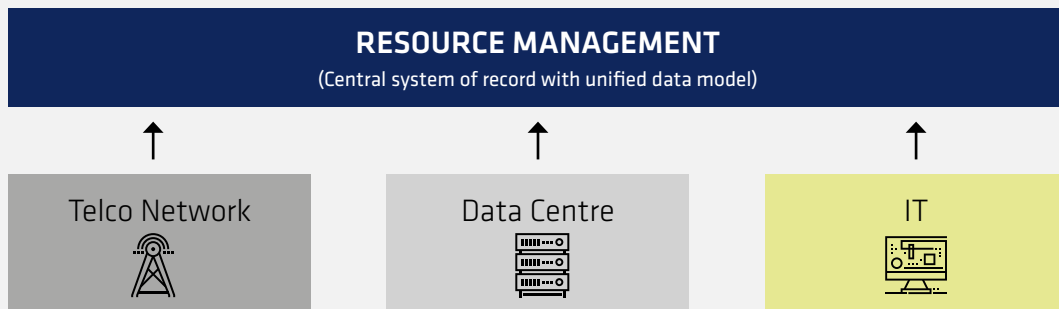 RESOURCE MANAGEMENT
(Central system of record with unified data model)
Telco Network
Data Centre
IT